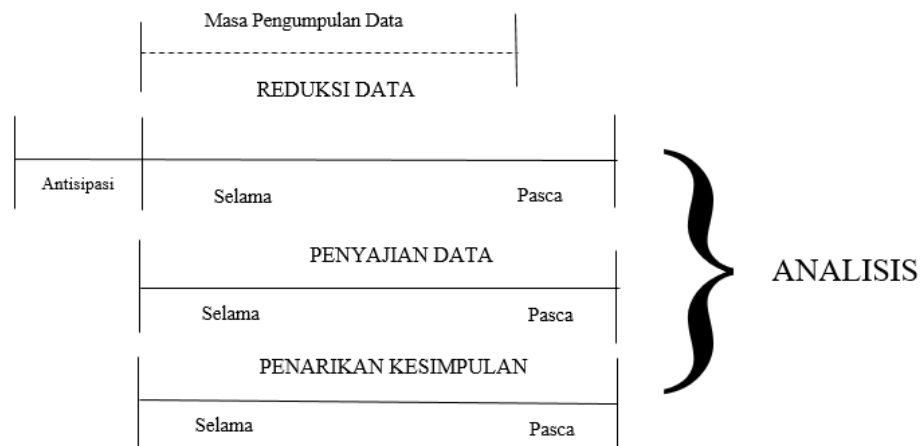 Masa Pengumpulan Data
REDUKSI DATA
Antisipasi
Selama
Pasca
PENYAJIAN DATA
Selama
Pasca
ANALISIS
PENARIKAN KESIMPULAN
Selama
Pasca